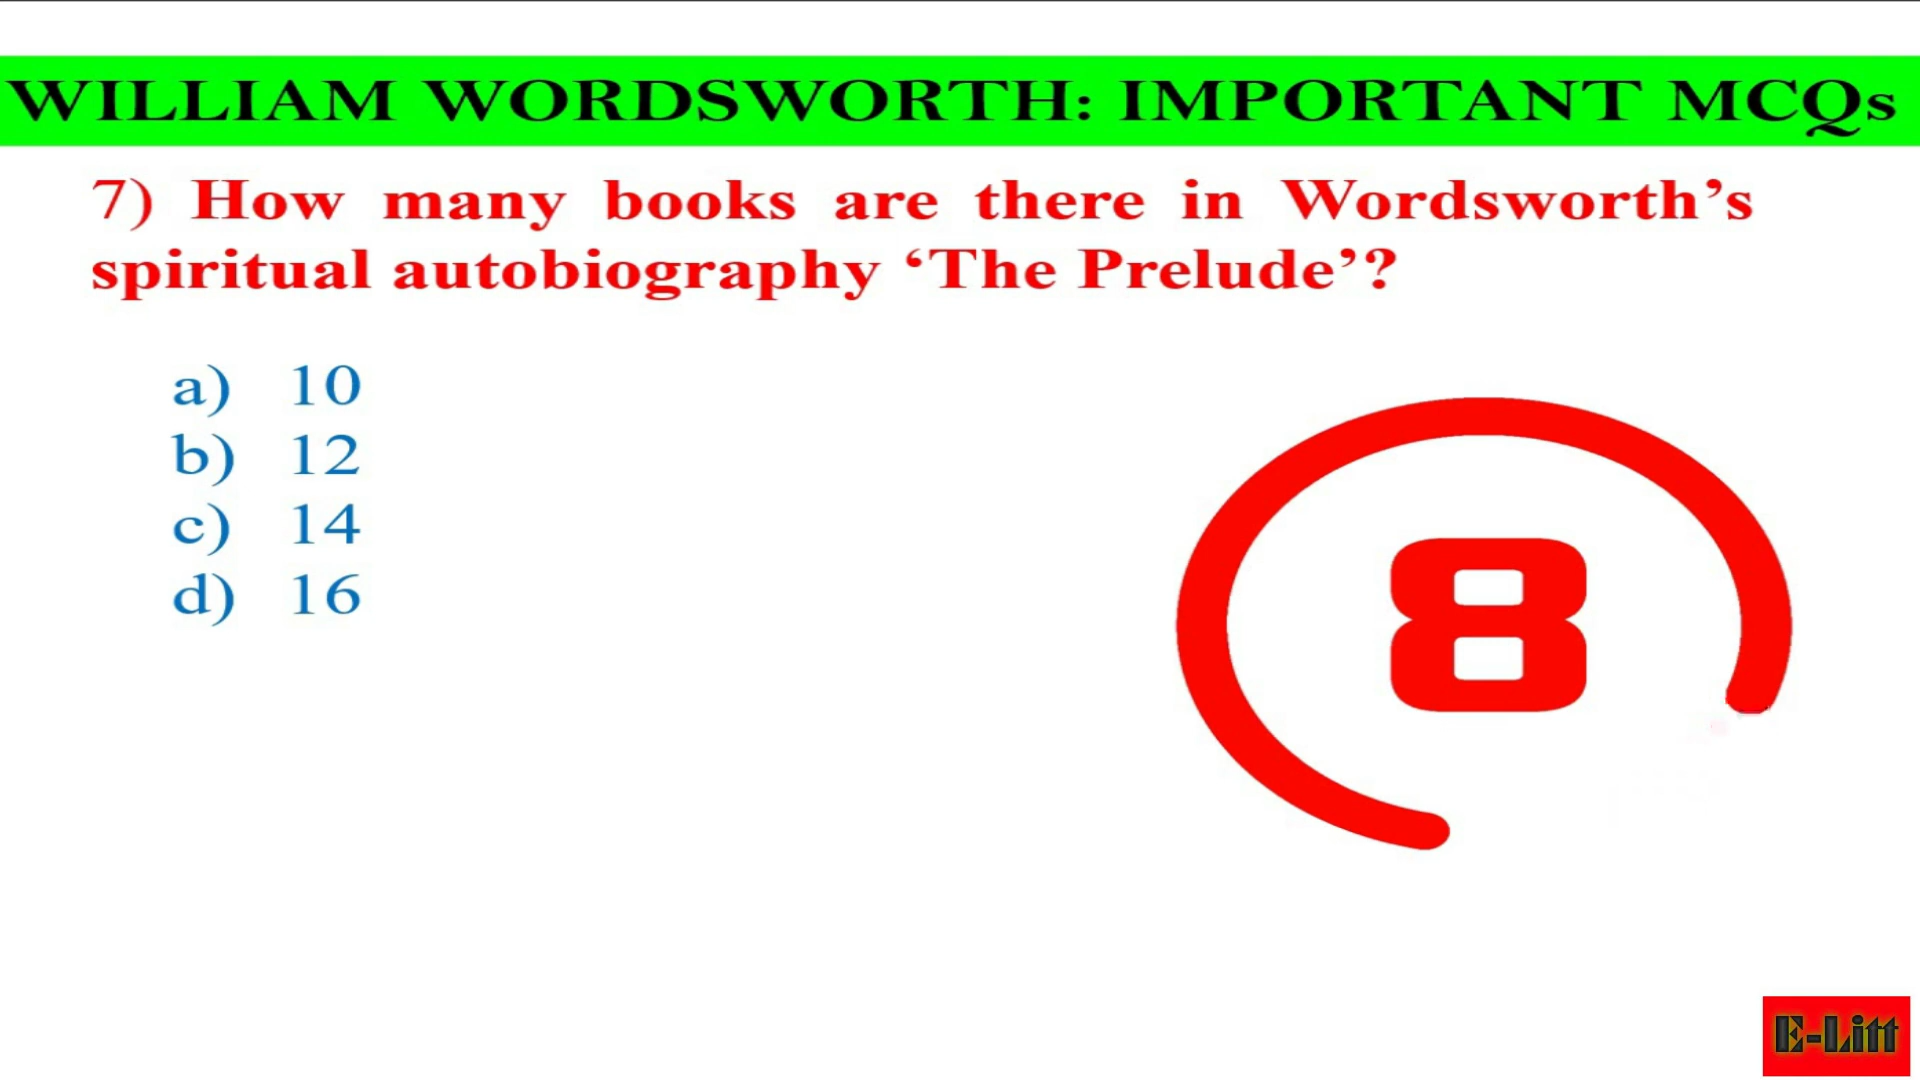 WILLIAM WORDSWORTH: IMPORTANT MCQs
7) How many books are there in Wordsworth’s
spiritual autobiography ‘The Prelude’?
a) 10
b) 12
c) 14
d) 16
8
E-Litt